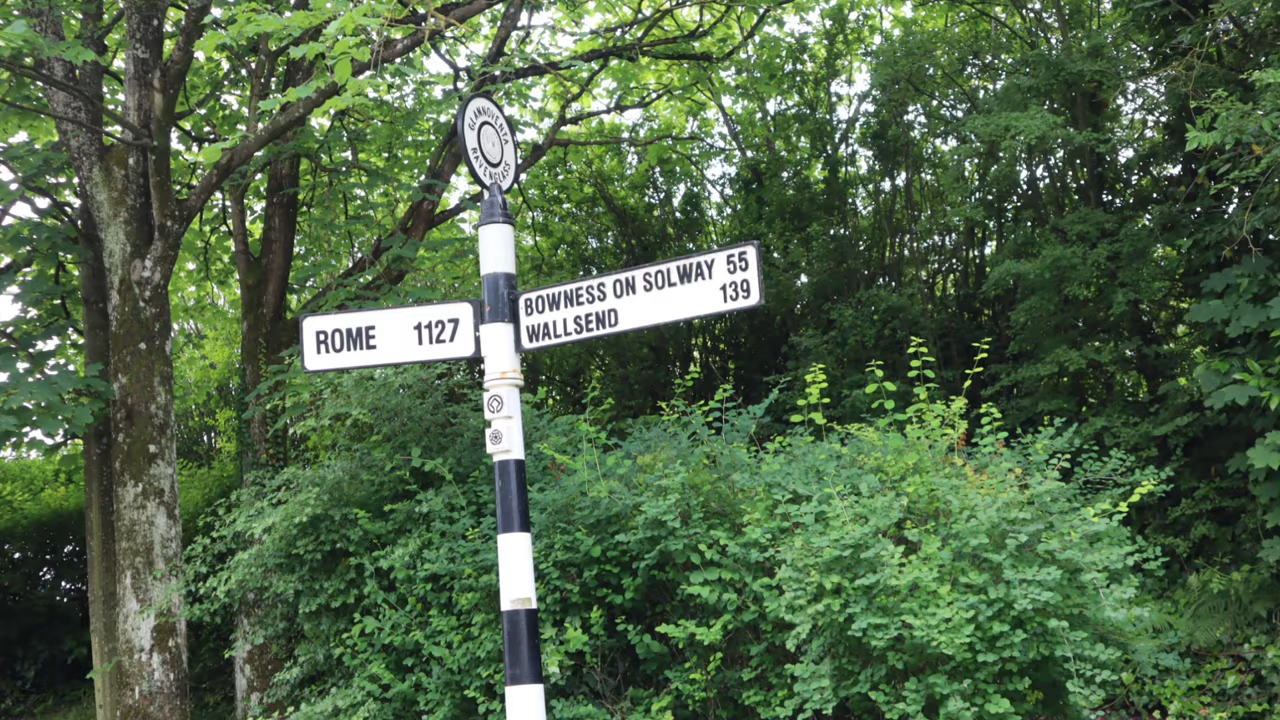 GLANNOVENTA
RAVENGLASS
ROME 1127
BOWNESS ON SOLWAY 55
WALLSEND 139